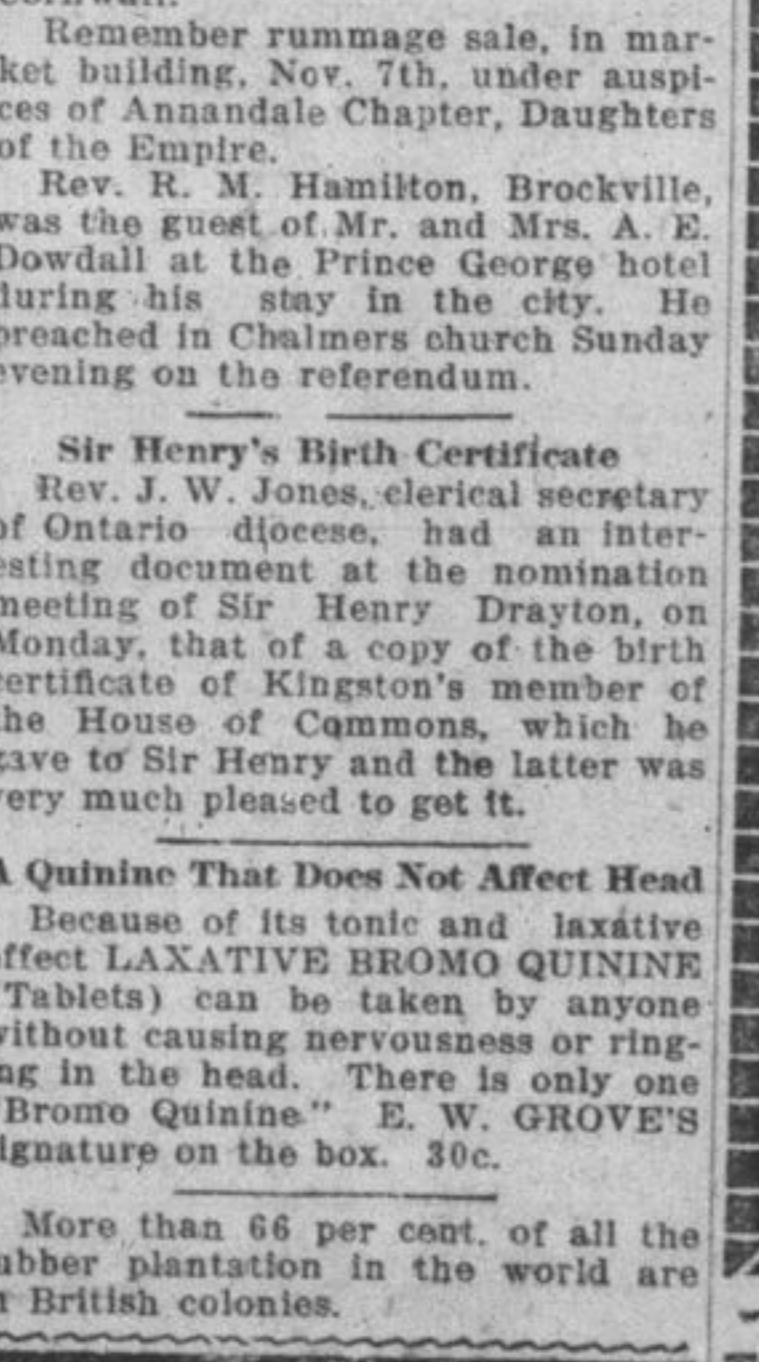 Remember rummage sale, in mar-
ket building, Nov. 7th, under auspi-
ces of Annandale Chapter, Daughters
of the Empire.
Rev. R. M. Hamilton, Brockville,
was the guest of Mr. and Mrs. A. E.
Dowdall at the Prince George hotel
during his stay in the city. He
preached in Chalmers church Sunday
evening on the referendum.
Sir Henry's Birth Certificate
Rev. J. W. Jones, clerical secretary
of Ontario diocese, had an inter-
esting document at the nomination
meeting of Sir Henry Drayton, on
Monday, that of a copy of the birth
certificate of Kingston's member of
the House of Commons, which he
gave to Sir Henry and the latter was
very much pleased to get it.
A Quinine That Does Not Affect Head
Because of its tonic and laxative
affect LAXATIVE BROMO QUININE
(Tablets) can be taken by anyone
without causing nervousness or ring-
ing in the head. There is only one
"Bromo Quinine" E. W. GROVE'S
signature on the box. 30c.
More than 66 per cent. of all the
rubber plantation in the world are
in British colonies.